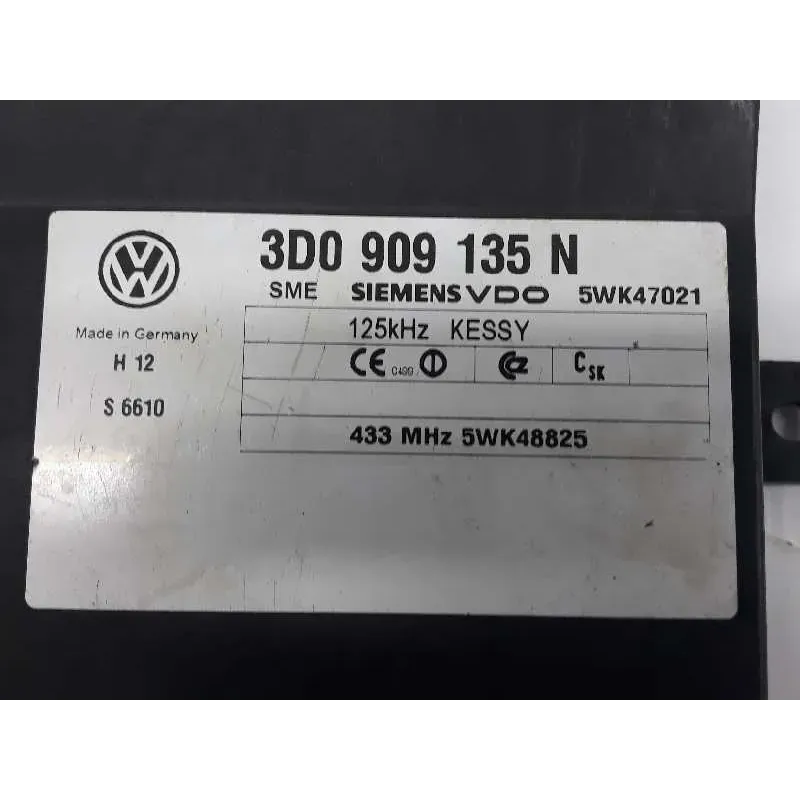 3D0 909 135 N
SME SIEMENS VDO 5WK47021
Made in Germany
125kHz KESSY
H 12
CE 0499 CSK
S 6610
433 MHz 5WK48825